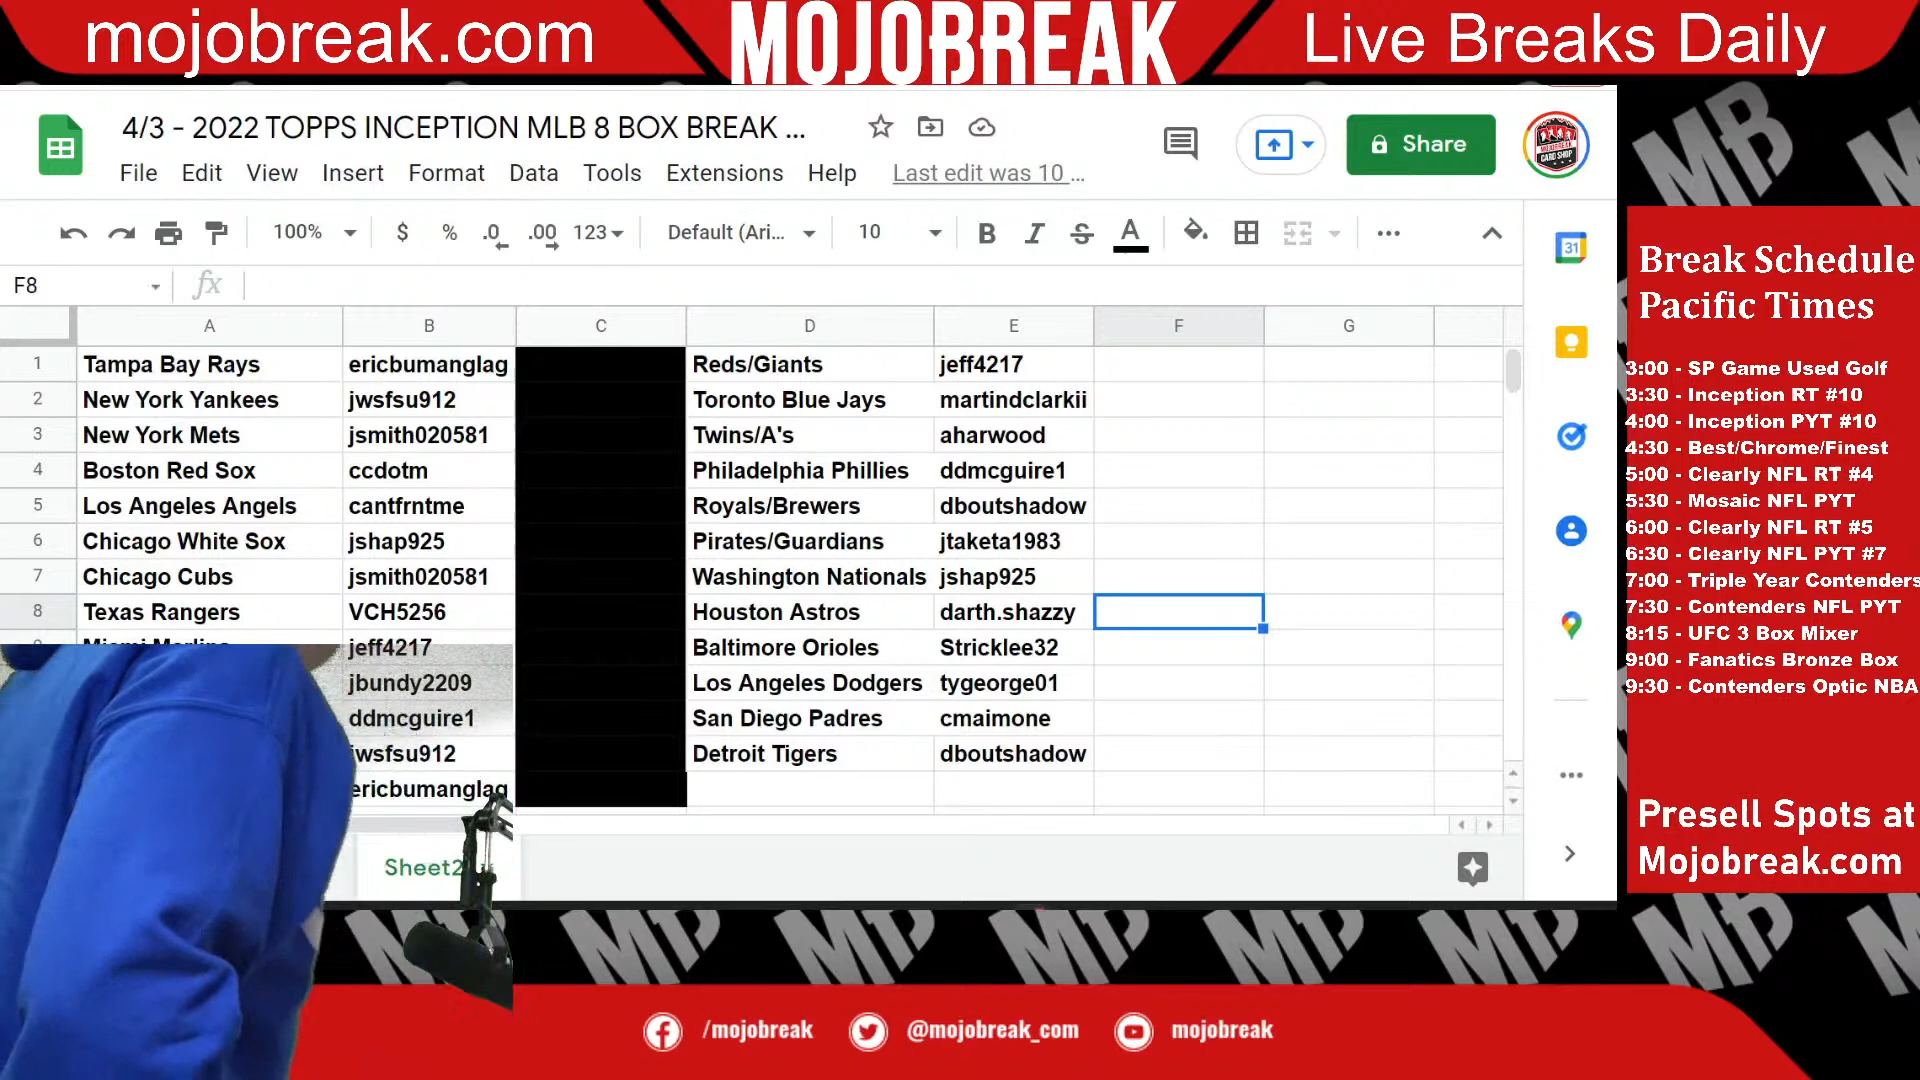 mojobreak.com
MOJOBREAK
Live Breaks Daily
4/3 - 2022 TOPPS INCEPTION MLB 8 BOX BREAK ...
Share
File Edit View Insert Format Data Tools Extensions Help Last edit was 10 ...
100% $ % .0 .00 123 Default (Ari... 10 B I S A ...
31
F8 fx
A B C D E F G
1 Tampa Bay Rays ericbumanglag Reds/Giants jeff4217
2 New York Yankees jwsfsu912 Toronto Blue Jays martindclarkii
3 New York Mets jsmith020581 Twins/A's aharwood
4 Boston Red Sox ccdotm Philadelphia Phillies ddmcguire1
5 Los Angeles Angels cantfrntme Royals/Brewers dboutshadow
6 Chicago White Sox jshap925 Pirates/Guardians jtaketa1983
7 Chicago Cubs jsmith020581 Washington Nationals jshap925
8 Texas Rangers VCH5256 Houston Astros darth.shazzy
jeff4217 Baltimore Orioles Stricklee32
jbundy2209 Los Angeles Dodgers tygeorge01
ddmcguire1 San Diego Padres cmaimone
jwsfsu912 Detroit Tigers dboutshadow
ericbumanglag
Sheet2
Break Schedule
Pacific Times
3:00 - SP Game Used Golf
3:30 - Inception RT #10
4:00 - Inception PYT #10
4:30 - Best/Chrome/Finest
5:00 - Clearly NFL RT #4
5:30 - Mosaic NFL PYT
6:00 - Clearly NFL RT #5
6:30 - Clearly NFL PYT #7
7:00 - Triple Year Contenders
7:30 - Contenders NFL PYT
8:15 - UFC 3 Box Mixer
9:00 - Fanatics Bronze Box
9:30 - Contenders Optic NBA
Presell Spots at
Mojobreak.com
/mojobreak @mojobreak_com mojobreak